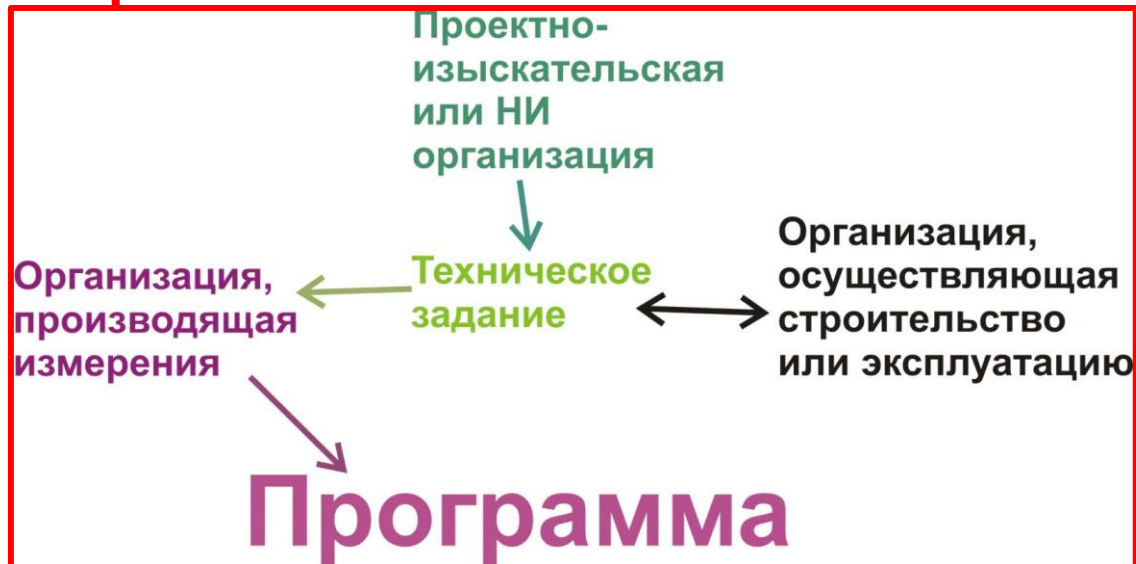 Проектно-
изыскательская
или НИ
организация
Организация,
осуществляющая
строительство
или эксплуатацию
Техническое
задание
Организация,
производящая
измерения
Программа